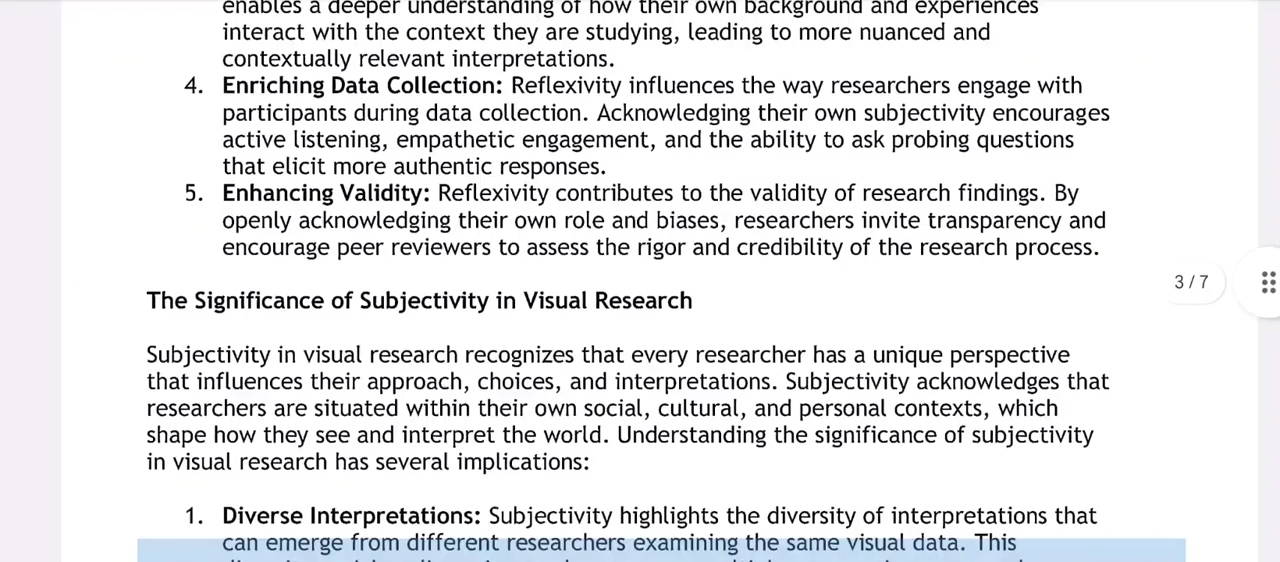 enables a deeper understanding of how their own background and experiences
interact with the context they are studying, leading to more nuanced and
contextually relevant interpretations.
4. Enriching Data Collection: Reflexivity influences the way researchers engage with
participants during data collection. Acknowledging their own subjectivity encourages
active listening, empathetic engagement, and the ability to ask probing questions
that elicit more authentic responses.
5. Enhancing Validity: Reflexivity contributes to the validity of research findings. By
openly acknowledging their own role and biases, researchers invite transparency and
encourage peer reviewers to assess the rigor and credibility of the research process.
3 / 7
The Significance of Subjectivity in Visual Research
Subjectivity in visual research recognizes that every researcher has a unique perspective
that influences their approach, choices, and interpretations. Subjectivity acknowledges that
researchers are situated within their own social, cultural, and personal contexts, which
shape how they see and interpret the world. Understanding the significance of subjectivity
in visual research has several implications:
1. Diverse Interpretations: Subjectivity highlights the diversity of interpretations that
can emerge from different researchers examining the same visual data. This